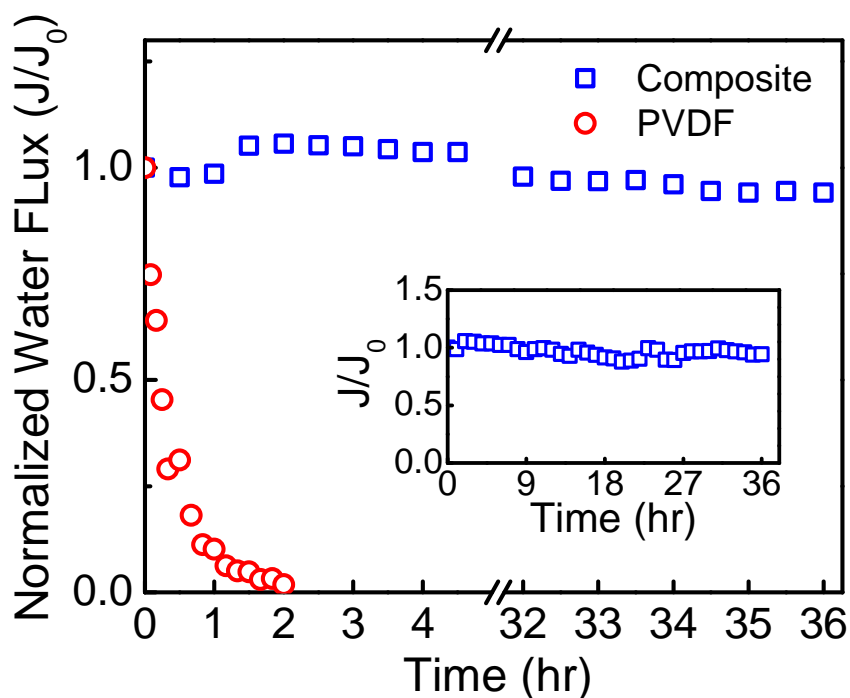 Normalized Water FLux (J/J₀)
1.0
0.5
0.0
Composite
PVDF
J/J₀
1.5
1.0
0.5
0.0
0 9 18 27 36
Time (hr)
0 1 2 3 4 32 33 34 35 36
Time (hr)